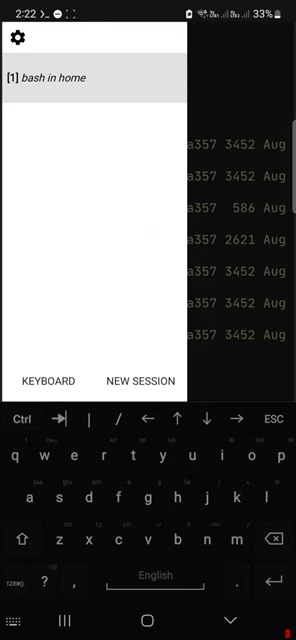 2:22 >_ 33%
[1] bash in home
a357 3452 Aug
a357 3452 Aug
a357 586 Aug
a357 2621 Aug
a357 3452 Aug
a357 3452 Aug
a357 3452 Aug
KEYBOARD NEW SESSION
Ctrl | / ← ↑ ↓ → ESC
q w e r t y u i o p
a s d f g h j k l
z x c v b n m
123!#() ? , English .